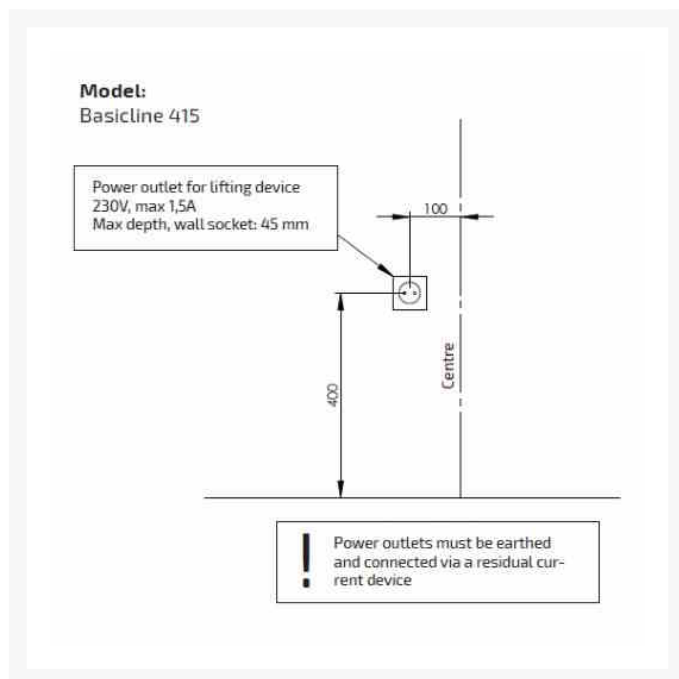 Model:
Basicline 415
Power outlet for lifting device
230V, max 1,5A
Max depth, wall socket: 45 mm
100
Centre
400
Power outlets must be earthed
and connected via a residual cur-
rent device